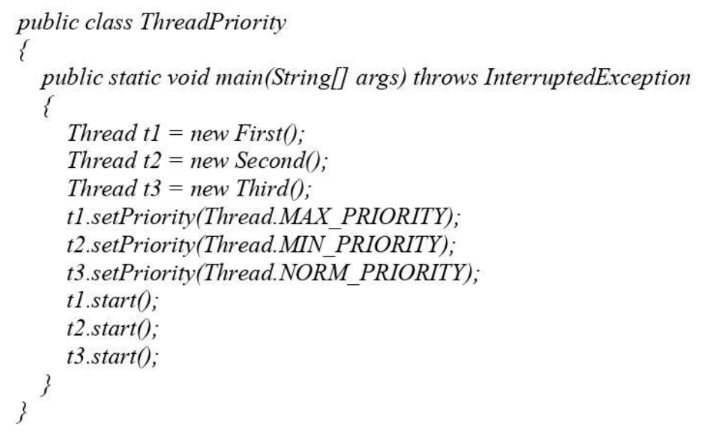 public class ThreadPriority
{
public static void main(String[] args) throws InterruptedException
{
Thread t1 = new First();
Thread t2 = new Second();
Thread t3 = new Third();
t1.setPriority(Thread.MAX_PRIORITY);
t2.setPriority(Thread.MIN_PRIORITY);
t3.setPriority(Thread.NORM_PRIORITY);
t1.start();
t2.start();
t3.start();
}
}